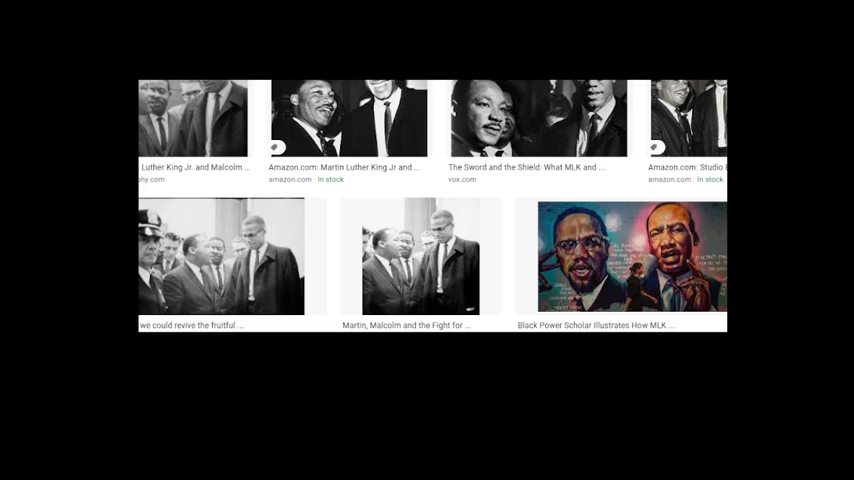 Luther King Jr. and Malcolm ...
Amazon.com: Martin Luther King Jr and ...
The Sword and the Shield: What MLK and ...
Amazon.com: Studio
hy.com
amazon.com · In stock
vox.com
amazon.com · In stock
we could revive the fruitful ...
Martin, Malcolm and the Fight for ...
Black Power Scholar Illustrates How MLK ...